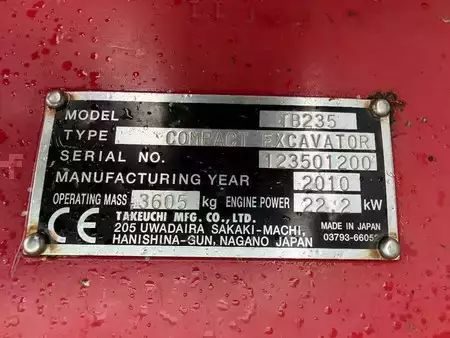 MODEL TB235
TYPE COMPACT EXCAVATOR
SERIAL NO. 123501200
MANUFACTURING YEAR 2010
OPERATING MASS 3605 kg ENGINE POWER 22.2 kW
TAKEUCHI MFG. CO., LTD.
205 UWADAIRA SAKAKI-MACHI,
HANISHINA-GUN, NAGANO JAPAN
MADE IN JAPAN
CE